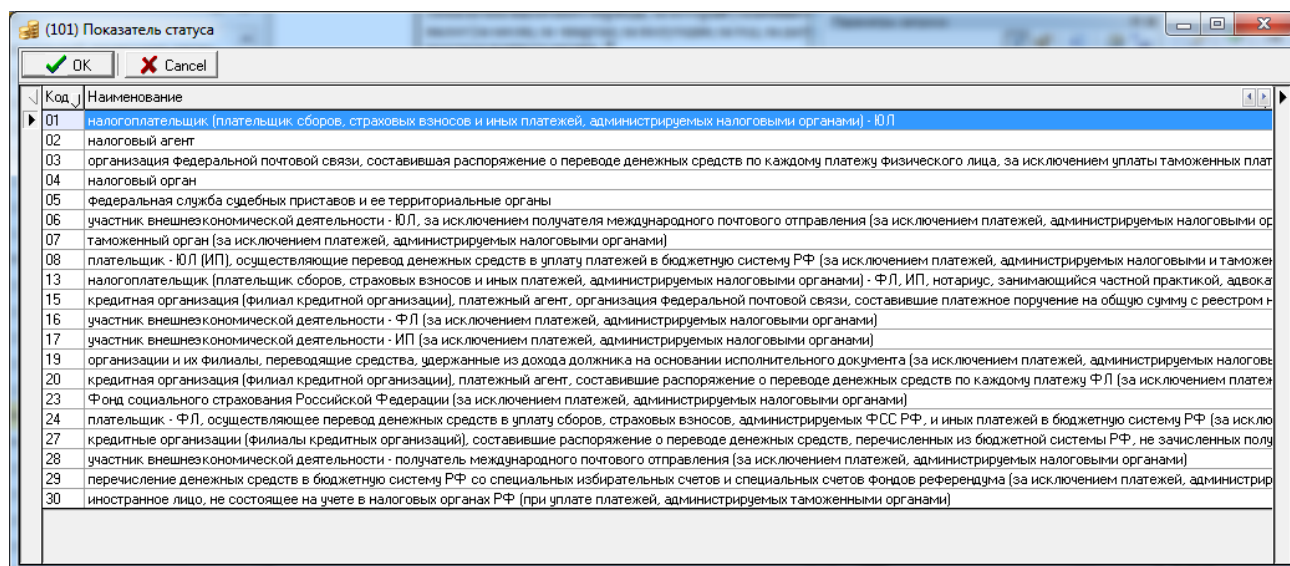 (101) Показатель статуса
OK Cancel
Код Наименование
01 налогоплательщик (плательщик сборов, страховых взносов и иных платежей, администрируемых налоговыми органами) - ЮЛ
02 налоговый агент
03 организация федеральной почтовой связи, составившая распоряжение о переводе денежных средств по каждому платежу физического лица, за исключением уплаты таможенных плат
04 налоговый орган
05 федеральная служба судебных приставов и ее территориальные органы
06 участник внешнеэкономической деятельности - ЮЛ, за исключением получателя международного почтового отправления (за исключением платежей, администрируемых налоговыми ор
07 таможенный орган (за исключением платежей, администрируемых налоговыми органами)
08 плательщик - ЮЛ (ИП), осуществляющие перевод денежных средств в уплату платежей в бюджетную систему РФ (за исключением платежей, администрируемых налоговыми и таможен
13 налогоплательщик (плательщик сборов, страховых взносов и иных платежей, администрируемых налоговыми органами) - ФЛ, ИП, нотариус, занимающийся частной практикой, адвока
15 кредитная организация (филиал кредитной организации), платежный агент, организация федеральной почтовой связи, составившие платежное поручение на общую сумму с реестром н
16 участник внешнеэкономической деятельности - ФЛ (за исключением платежей, администрируемых налоговыми органами)
17 участник внешнеэкономической деятельности - ИП (за исключением платежей, администрируемых налоговыми органами)
19 организации и их филиалы, переводящие средства, удержанные из дохода должника на основании исполнительного документа (за исключением платежей, администрируемых налоговь
20 кредитная организация (филиал кредитной организации), платежный агент, составившие распоряжение о переводе денежных средств по каждому платежу ФЛ (за исключением платеж
23 Фонд социального страхования Российской Федерации (за исключением платежей, администрируемых налоговыми органами)
24 плательщик - ФЛ, осуществляющее перевод денежных средств в уплату сборов, страховых взносов, администрируемых ФСС РФ, и иных платежей в бюджетную систему РФ (за исклю
27 кредитные организации (филиалы кредитных организаций), составившие распоряжение о переводе денежных средств, перечисленных из бюджетной системы РФ, не зачисленных полу
28 участник внешнеэкономической деятельности - получатель международного почтового отправления (за исключением платежей, администрируемых налоговыми органами)
29 перечисление денежных средств в бюджетную систему РФ со специальных избирательных счетов и специальных счетов фондов референдума (за исключением платежей, администрир
30 иностранное лицо, не состоящее на учете в налоговых органах РФ (при уплате платежей, администрируемых таможенными органами)